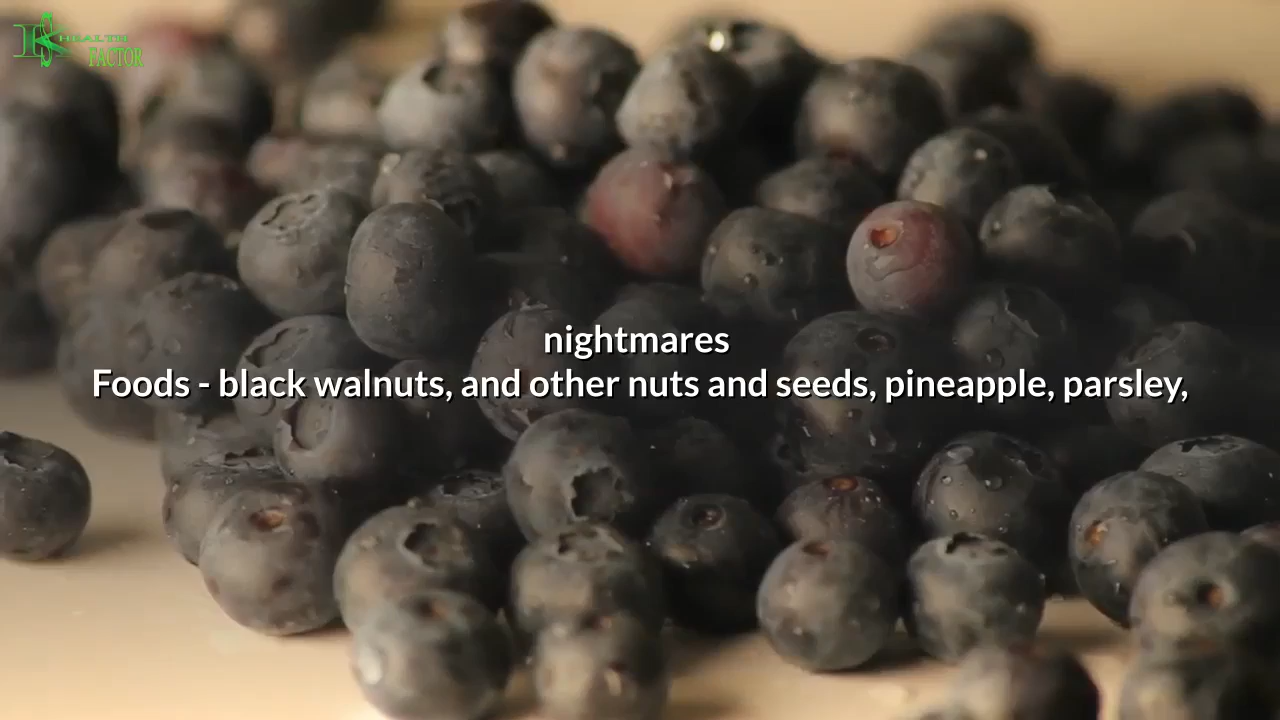 HEALTH
FACTOR
nightmares
Foods - black walnuts, and other nuts and seeds, pineapple, parsley,